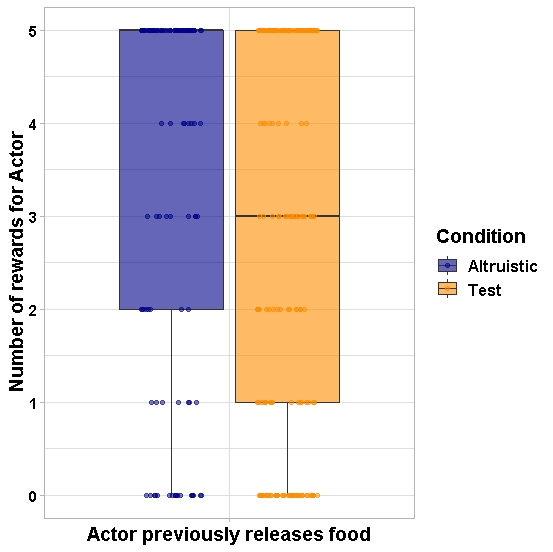 Number of rewards for Actor
5
4
3
2
1
0
Actor previously releases food
Condition
Altruistic
Test